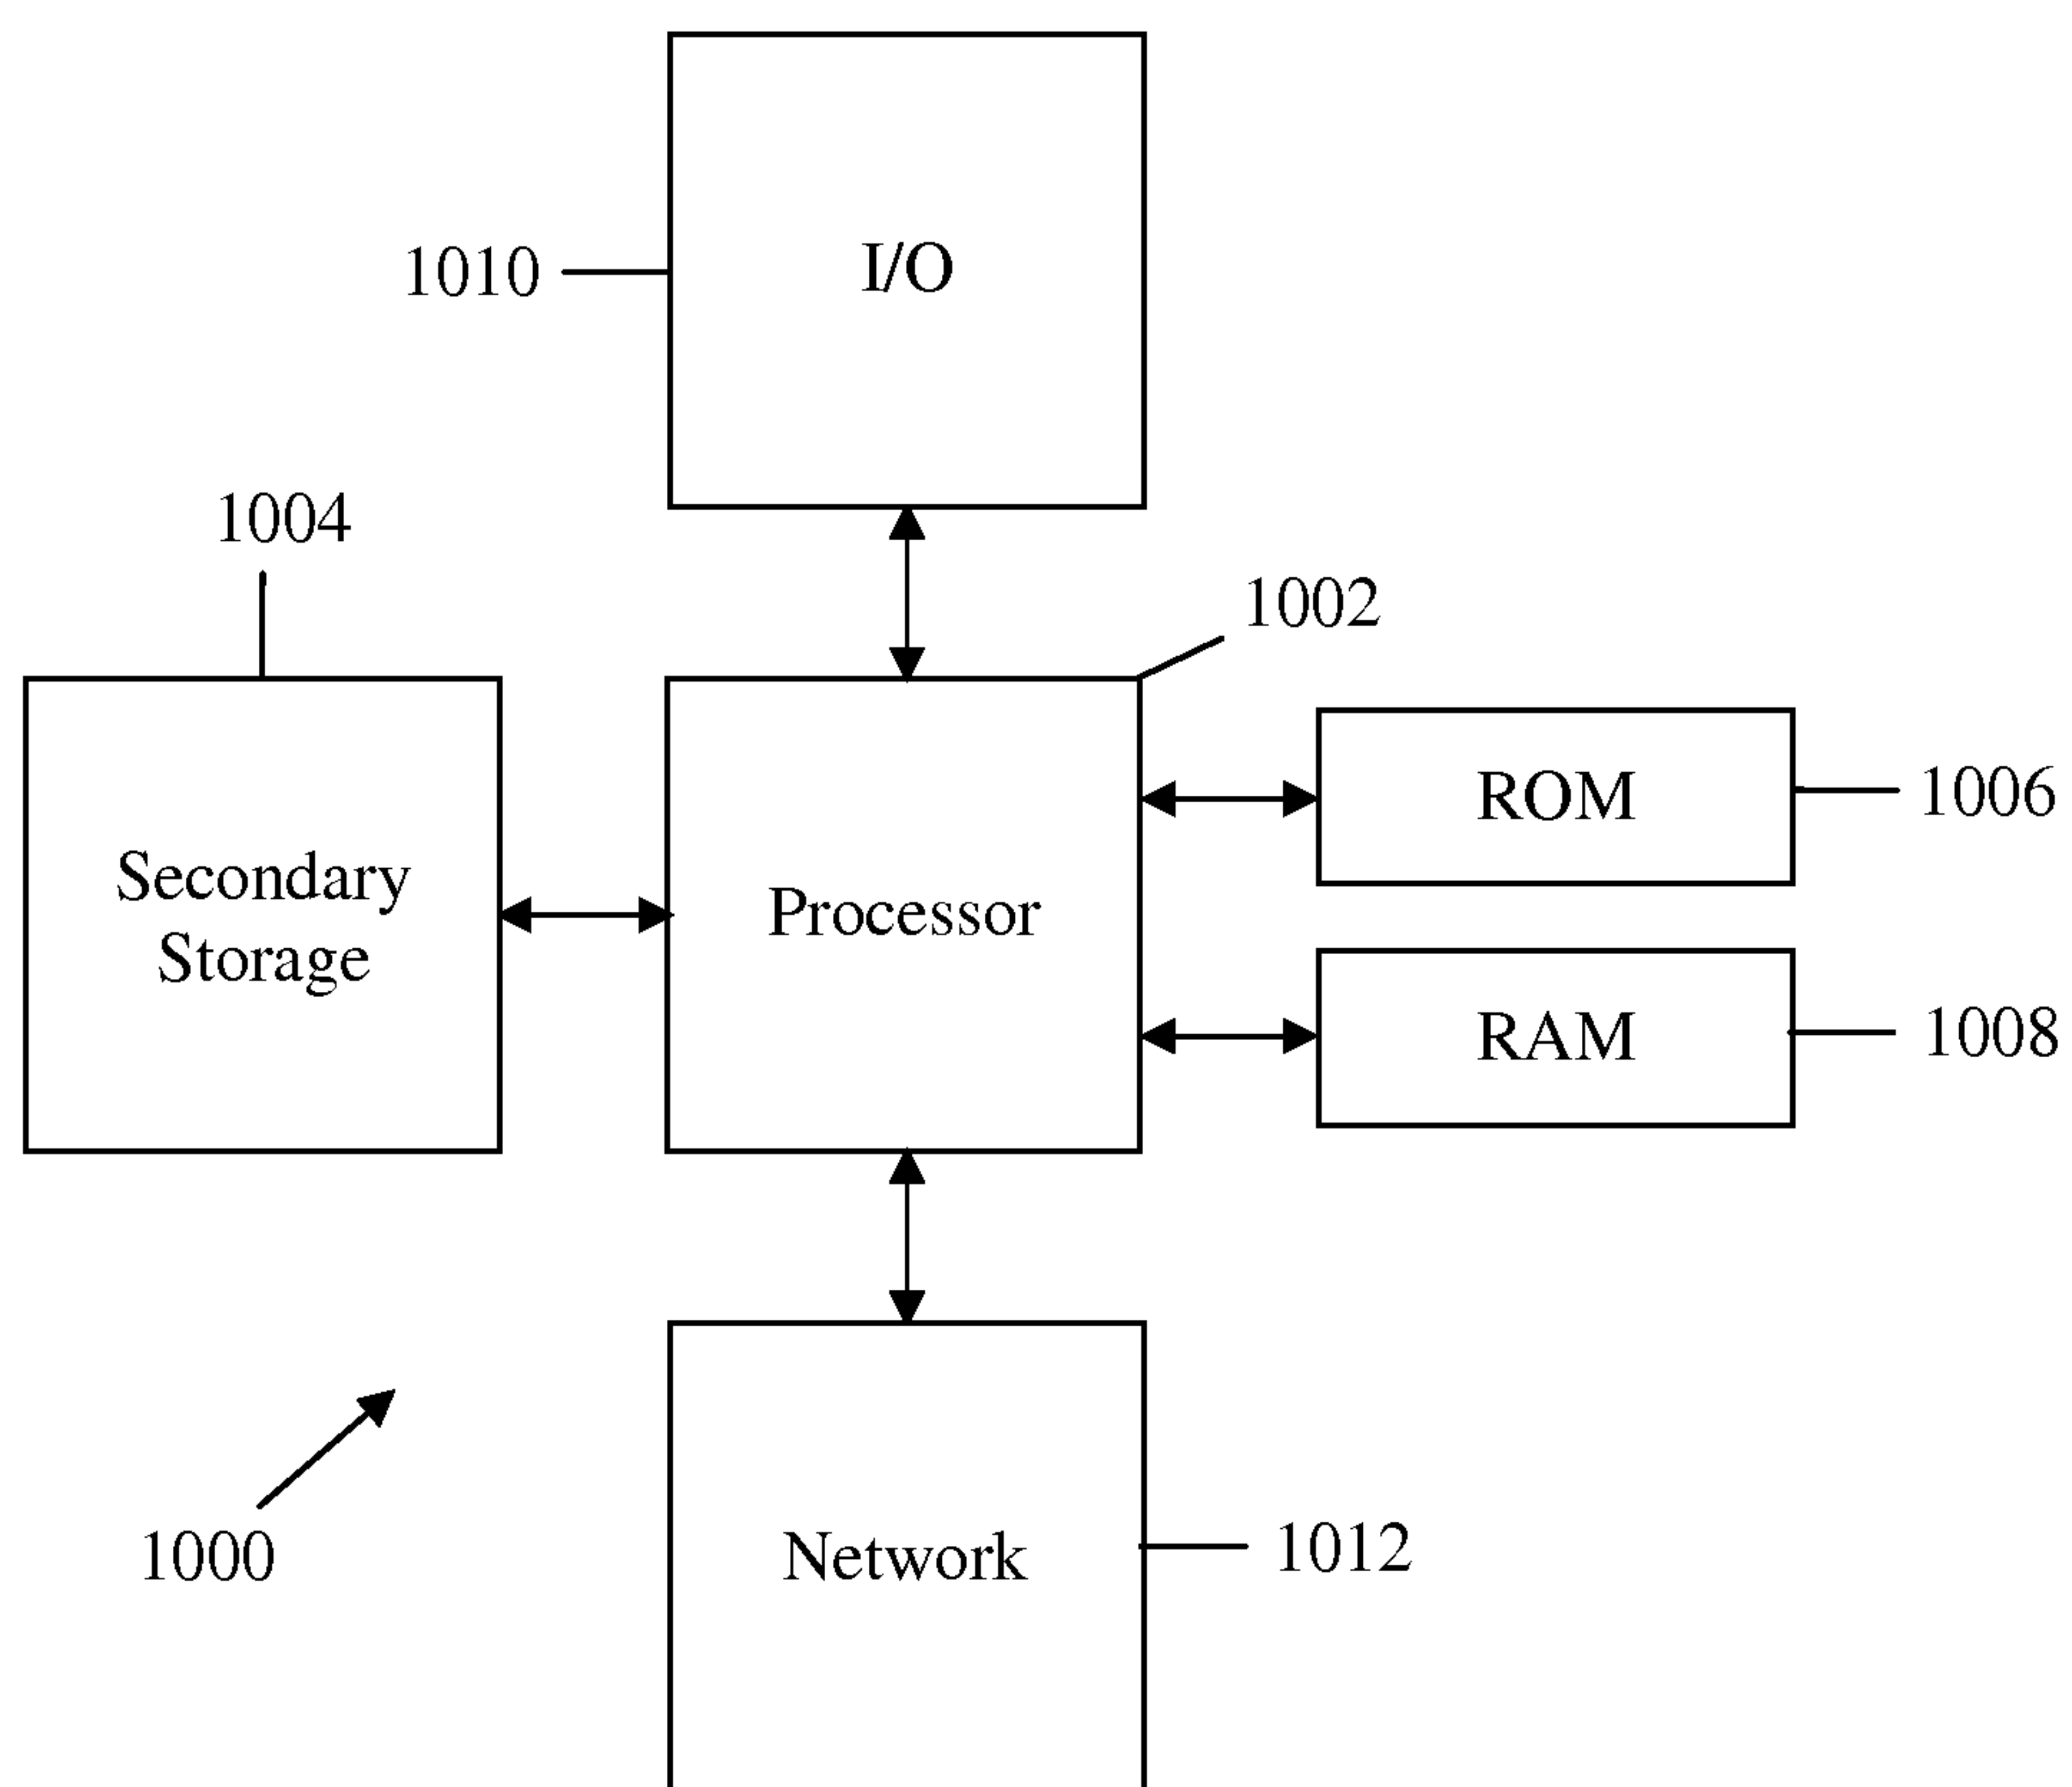 1010
I/O
1004
1002
Secondary
Storage
Processor
ROM
1006
RAM
1008
1000
Network
1012